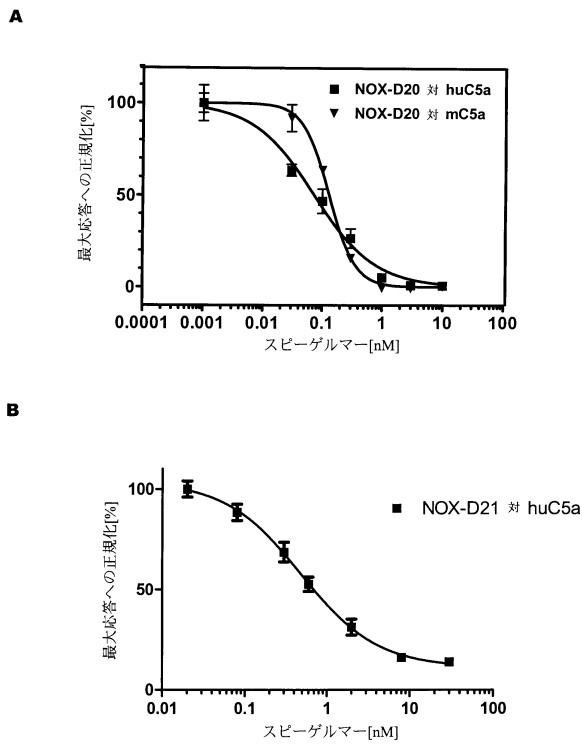 A
NOX-D20 対 huC5a
NOX-D20 対 mC5a
最大応答への正規化[%]
100
50
0
0.0001 0.001 0.01 0.1 1 10 100
スピーゲルマー[nM]
B
NOX-D21 対 huC5a
最大応答への正規化[%]
100
50
0
0.01 0.1 1 10 100
スピーゲルマー[nM]